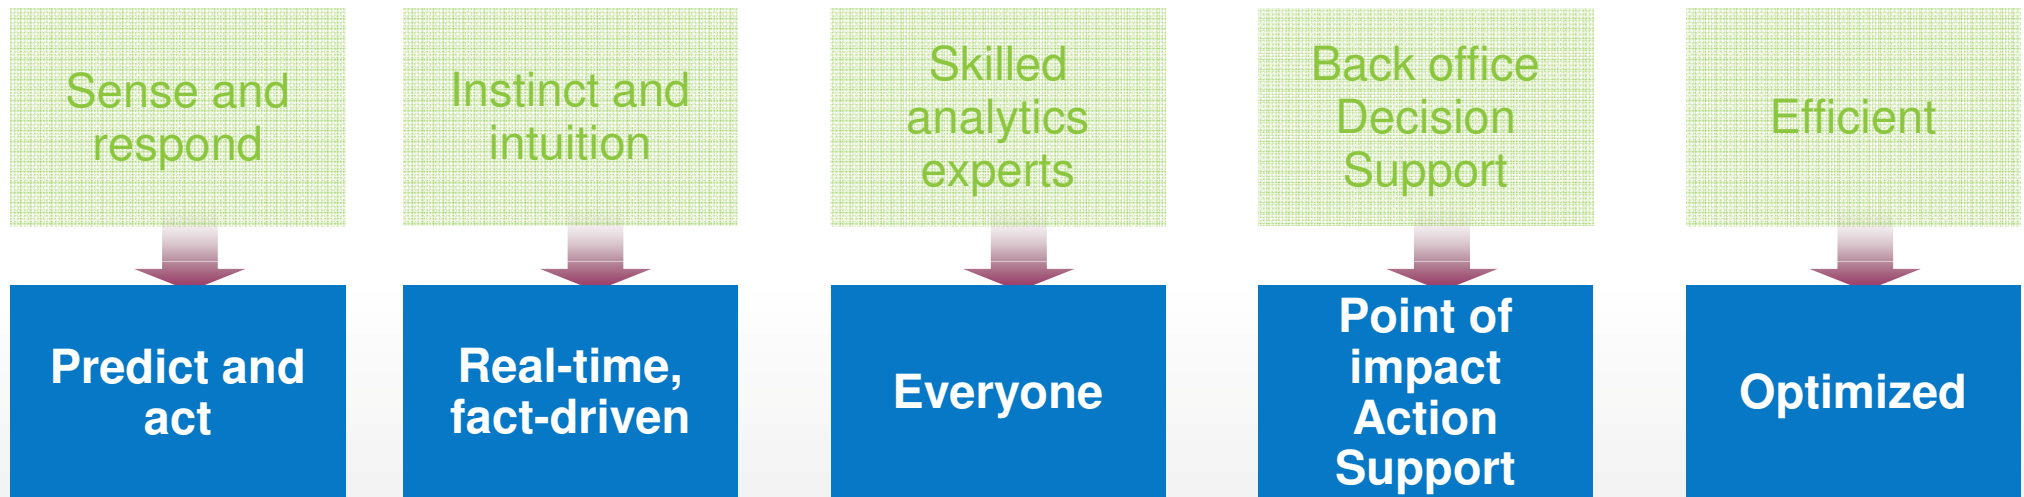 Sense and
respond
Instinct and
intuition
Skilled
analytics
experts
Back office
Decision
Support
Efficient
Predict and
act
Real-time,
fact-driven
Everyone
Point of
impact
Action
Support
Optimized